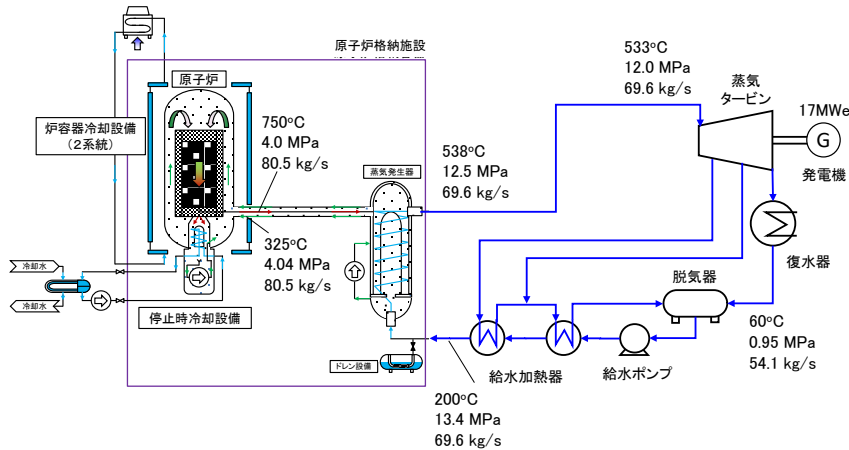 原子炉格納施設
原子炉
炉容器冷却設備
（２系統）
750℃
4.0 MPa
80.5 kg/s
蒸気発生器
325℃
4.04 MPa
80.5 kg/s
冷却水
冷却水
停止時冷却設備
ドレン設備
538℃
12.5 MPa
69.6 kg/s
533℃
12.0 MPa
69.6 kg/s
蒸気
タービン
17MWe
G
発電機
復水器
脱気器
60℃
0.95 MPa
54.1 kg/s
給水加熱器
給水ポンプ
200℃
13.4 MPa
69.6 kg/s